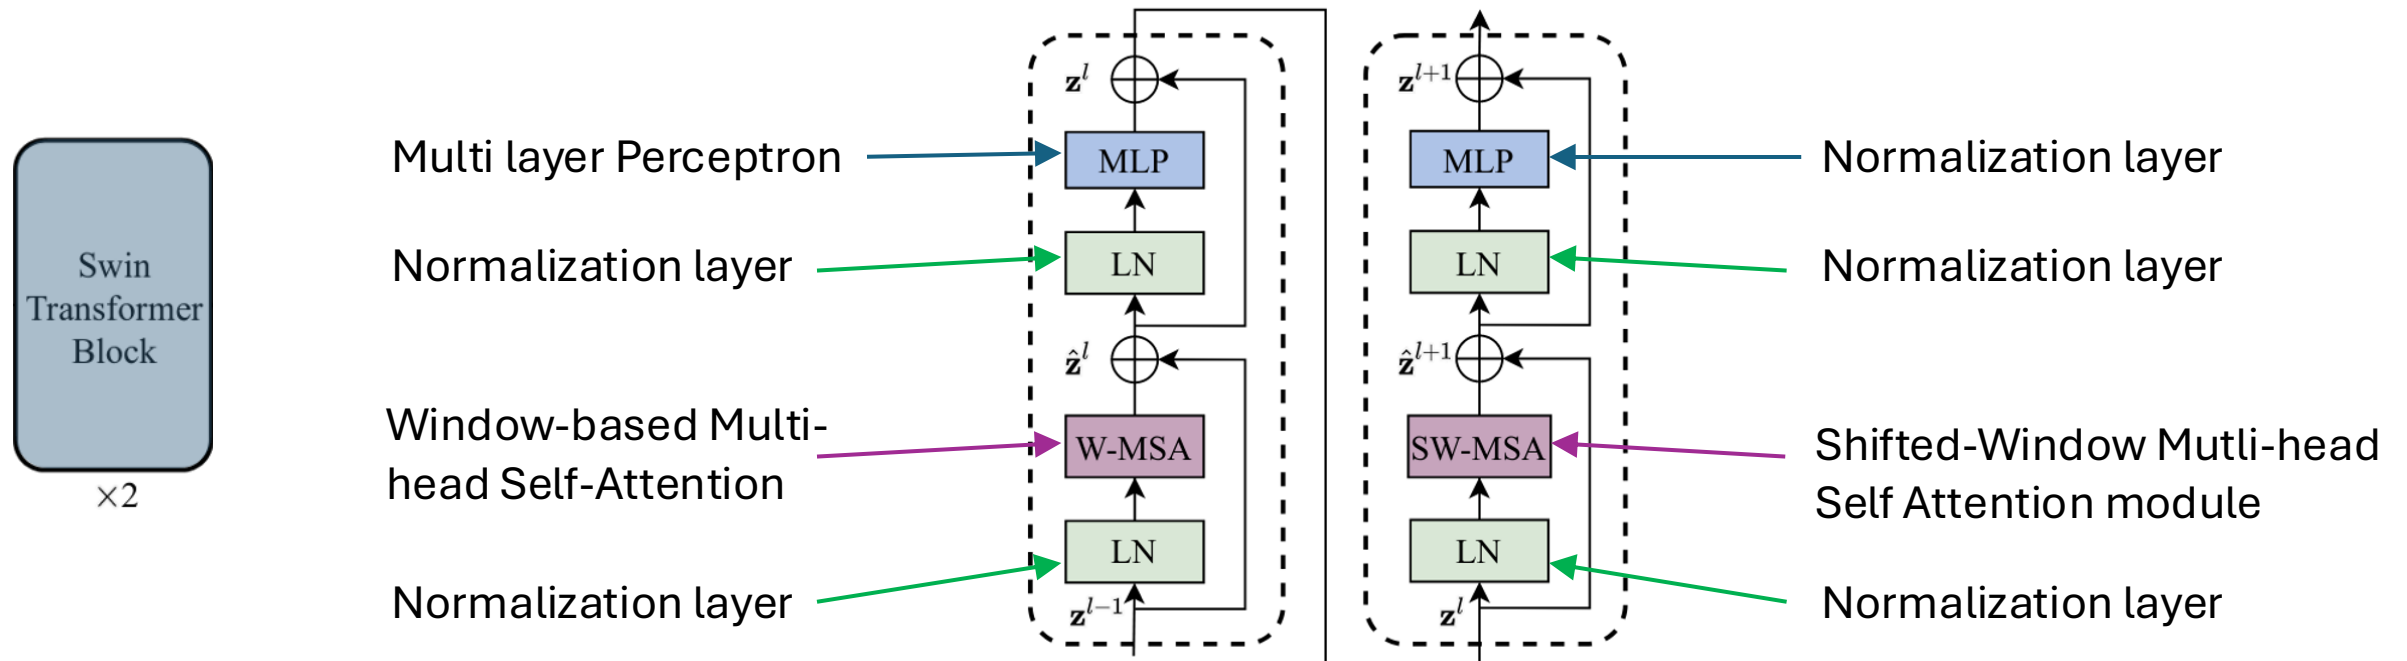 Swin
Transformer
Block
×2
Multi layer Perceptron
Normalization layer
Window-based Multi-
head Self-Attention
Normalization layer
z^l
MLP
LN
ẑ^l
W-MSA
LN
z^{l−1}
z^{l+1}
MLP
LN
ẑ^{l+1}
SW-MSA
LN
z^l
Normalization layer
Normalization layer
Shifted-Window Mutli-head
Self Attention module
Normalization layer